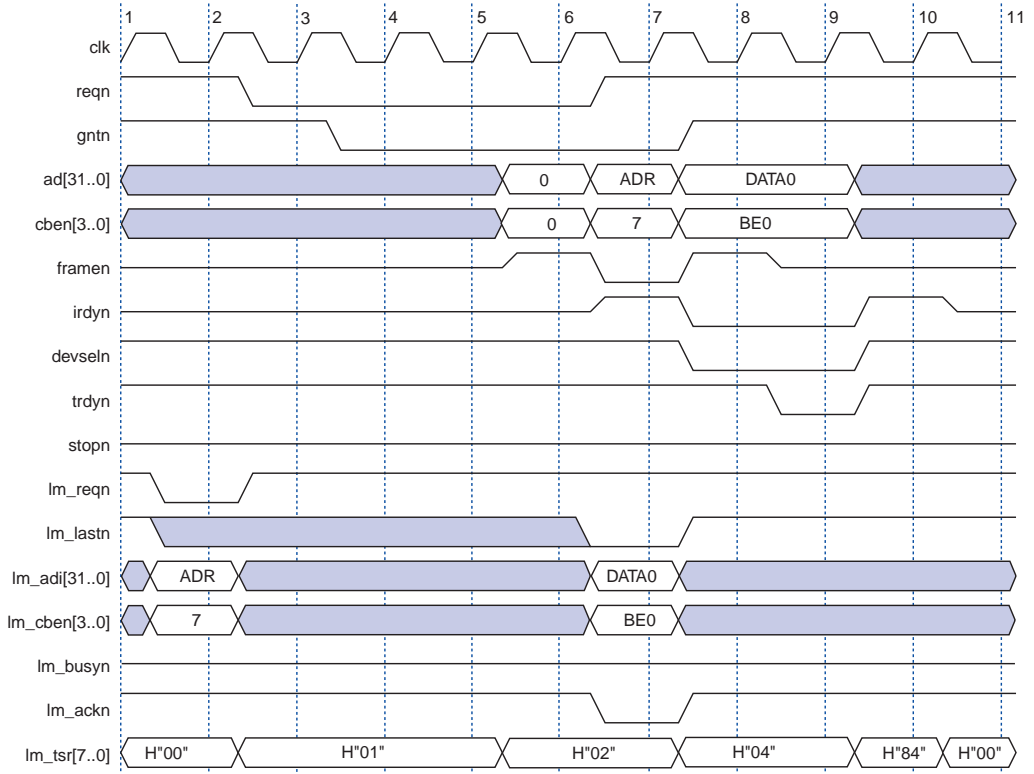 1 2 3 4 5 6 7 8 9 10 11
clk
reqn
gntn
ad[31..0] 0 ADR DATA0
cben[3..0] 0 7 BE0
framen
irdyn
devseln
trdyn
stopn
lm_reqn
lm_lastn
lm_adi[31..0] ADR DATA0
lm_cben[3..0] 7 BE0
lm_busyn
lm_ackn
lm_tsr[7..0] H"00" H"01" H"02" H"04" H"84" H"00"